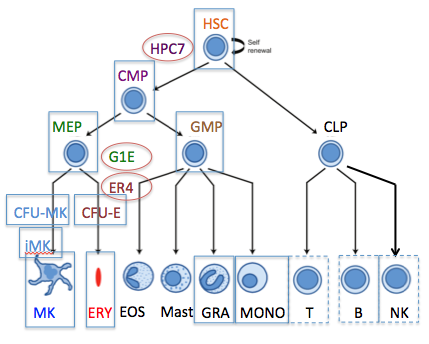 HSC
HPC7
Self
renewal
CMP
MEP
GMP
CLP
G1E
ER4
CFU-MK
CFU-E
iMK
MK
ERY
EOS
Mast
GRA
MONO
T
B
NK